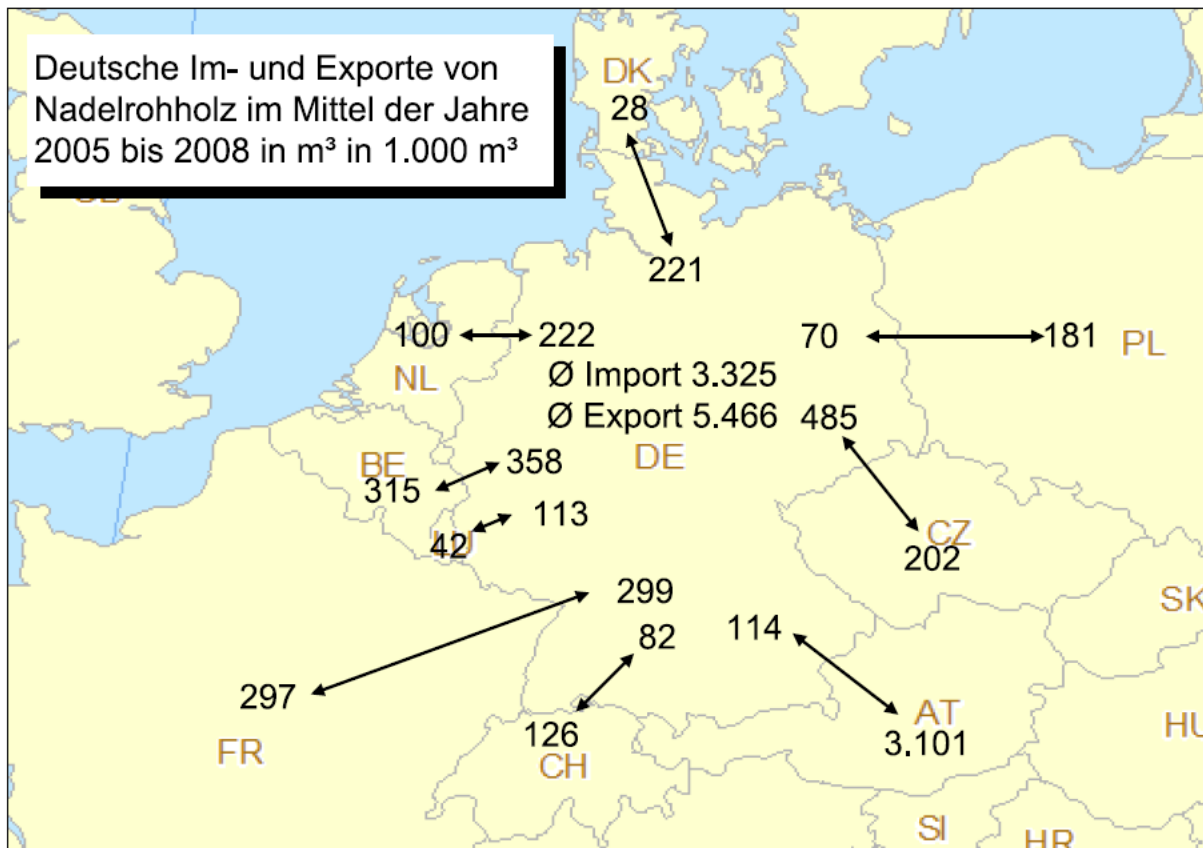 Deutsche Im- und Exporte von
Nadelrohholz im Mittel der Jahre
2005 bis 2008 in m³ in 1.000 m³
DK
28
221
100
222
70
181
PL
NL
Ø Import 3.325
Ø Export 5.466
485
DE
BE
358
315
113
42
CZ
202
299
SK
82
114
297
AT
3.101
126
HU
FR
CH
SI
HR